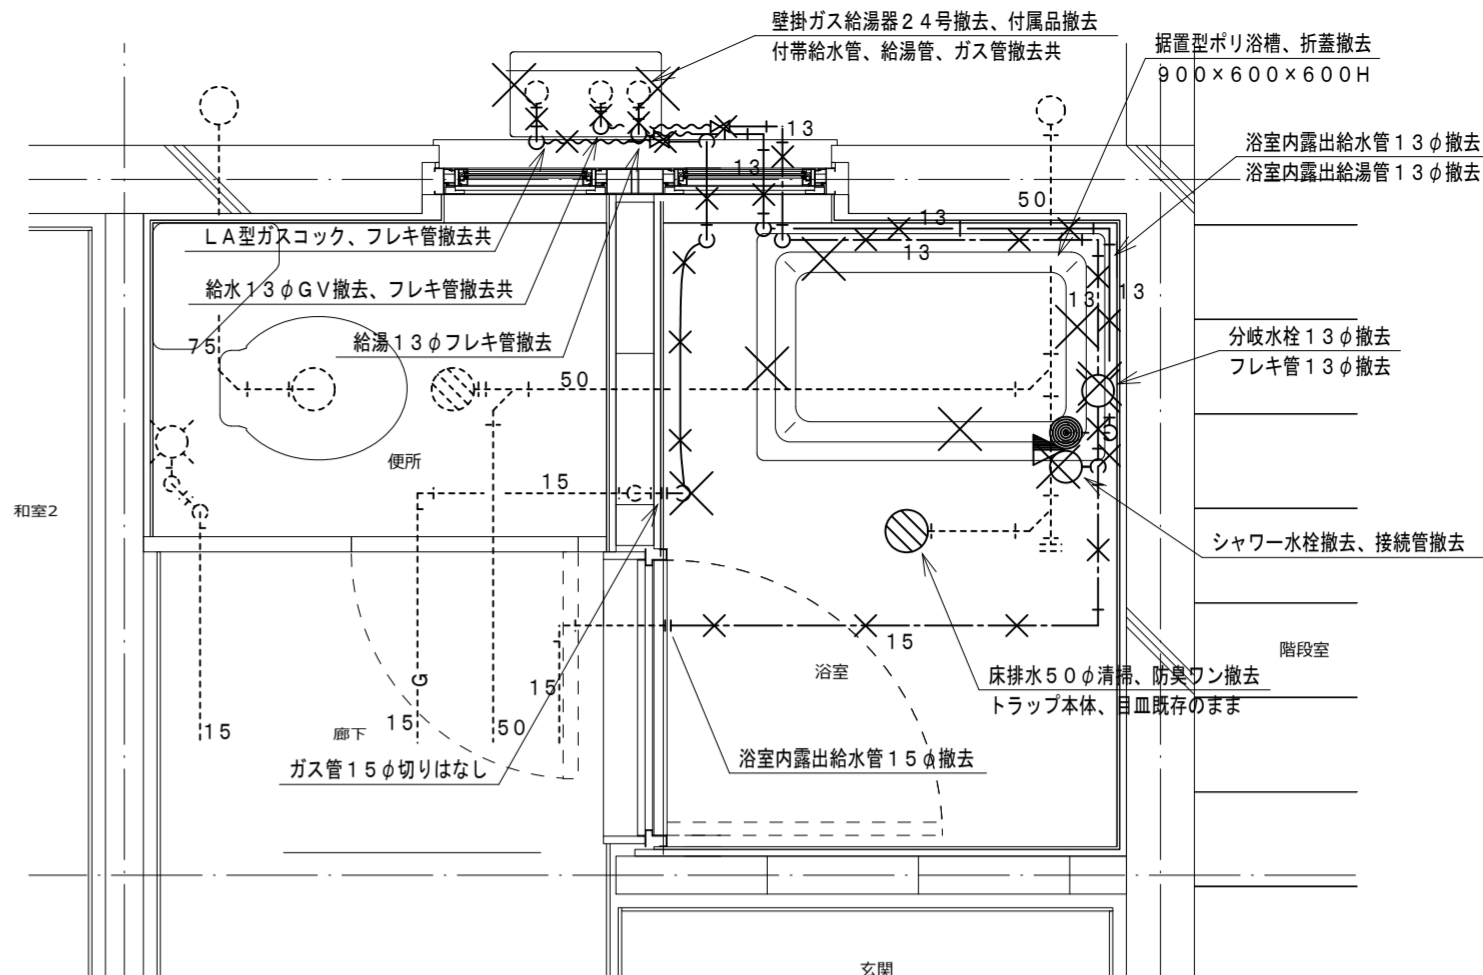 壁掛ガス給湯器２４号撤去、付属品撤去
付帯給水管、給湯管、ガス管撤去共
据置型ポリ浴槽、折蓋撤去
９００×６００×６００Ｈ
浴室内露出給水管１３φ撤去
浴室内露出給湯管１３φ撤去
13
13
50
13
13
ＬＡ型ガスコック、フレキ管撤去共
給水１３φＧＶ撤去、フレキ管撤去共
13
13
給湯１３φフレキ管撤去
75
分岐水栓１３φ撤去
フレキ管１３φ撤去
50
便所
15
和室2
シャワー水栓撤去、接続管撤去
15
浴室
階段室
床排水５０φ清掃、防臭ワン撤去
トラップ本体、目皿既存のまま
G
15
15
15
50
廊下
浴室内露出給水管１５φ撤去
ガス管１５φ切りはなし
玄関